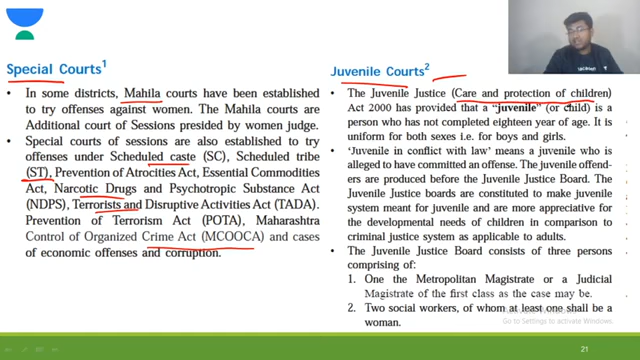 Special Courts1
• In some districts, Mahila courts have been established
to try offenses against women. The Mahila courts are
Additional court of Sessions presided by women judge.
• Special courts of sessions are also established to try
offenses under Scheduled caste (SC), Scheduled tribe
(ST), Prevention of Atrocities Act, Essential Commodities
Act, Narcotic Drugs and Psychotropic Substance Act
(NDPS), Terrorists and Disruptive Activities Act (TADA).
Prevention of Terrorism Act (POTA), Maharashtra
Control of Organized Crime Act (MCOOCA) and cases
of economic offenses and corruption.
Juvenile Courts2
• The Juvenile Justice (Care and protection of children)
Act 2000 has provided that a "juvenile" (or child) is a
person who has not completed eighteen year of age. It
is uniform for both sexes i.e. for boys and girls.
• 'Juvenile in conflict with law' means a juvenile who is
alleged to have committed an offense. The juvenile offend-
ers are produced before the Juvenile Justice Board. The
Juvenile Justice boards are constituted to make juvenile
system meant for juvenile and are more appreciative for
the developmental needs of children in comparison to
criminal justice system as applicable to adults.
• The Juvenile Justice Board consists of three persons
comprising of:
1. One the Metropolitan Magistrate or a Judicial
Magistrate of the first class as the case may be.
2. Two social workers, of whom at least one shall be a
woman.
Go to Settings to activate Windows.
21